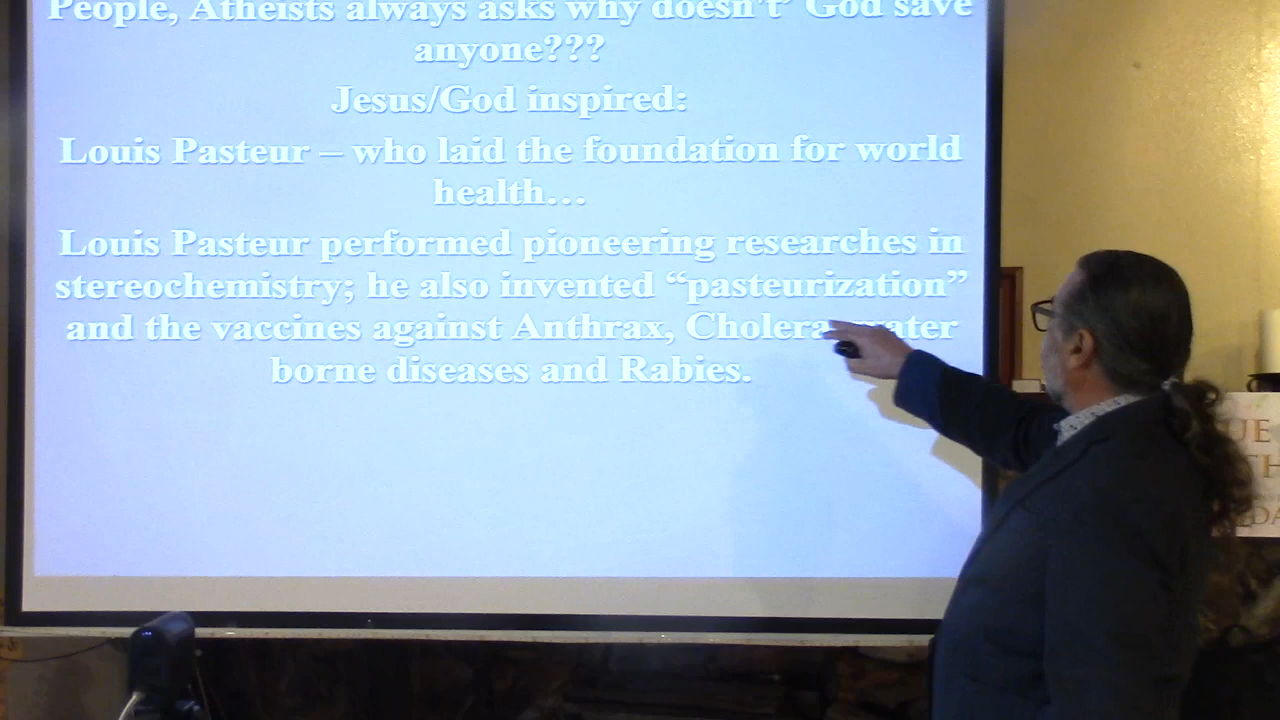 People, Atheists always asks why doesn't’ God save
anyone???
Jesus/God inspired:
Louis Pasteur – who laid the foundation for world
health…
Louis Pasteur performed pioneering researches in
stereochemistry; he also invented “pasteurization”
and the vaccines against Anthrax, Cholera, water
borne diseases and Rabies.
UE